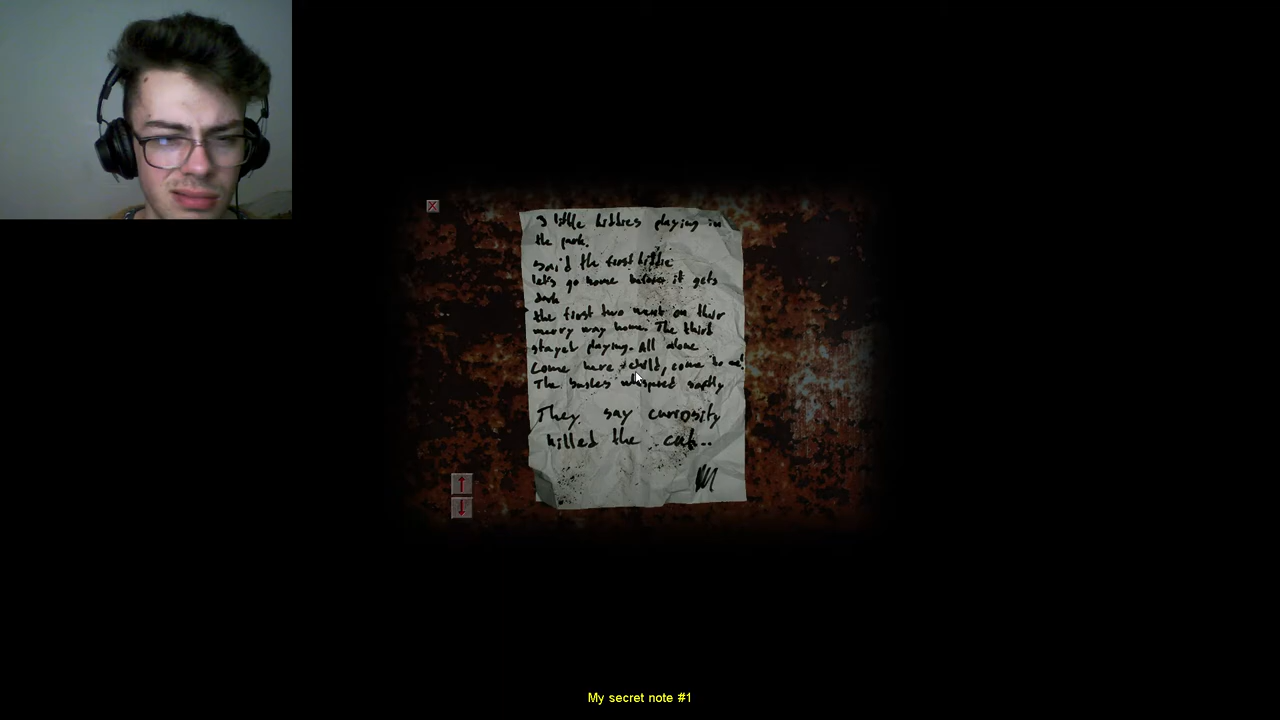 3 little kiddies playing in
the park.
said the first kiddie
let's go home before it gets
dark
the first two went on their
merry way home. The third
stayed playing. All alone
Come here child, come to me!
The bushes whispered softly
They say curiosity
killed the cat..
X
My secret note #1